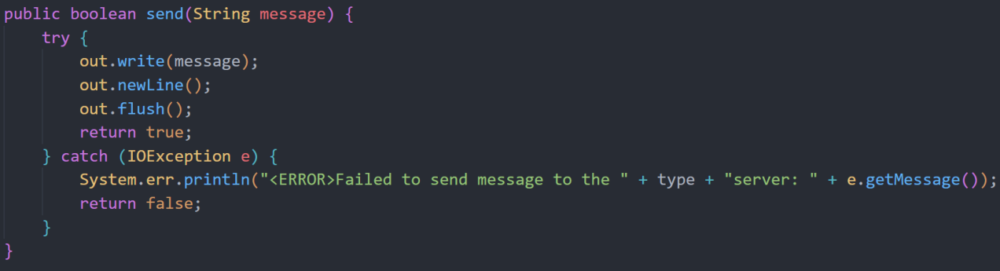 public boolean send(String message) {
    try {
        out.write(message);
        out.newLine();
        out.flush();
        return true;
    } catch (IOException e) {
        System.err.println("<ERROR>Failed to send message to the " + type + "server: " + e.getMessage());
        return false;
    }
}